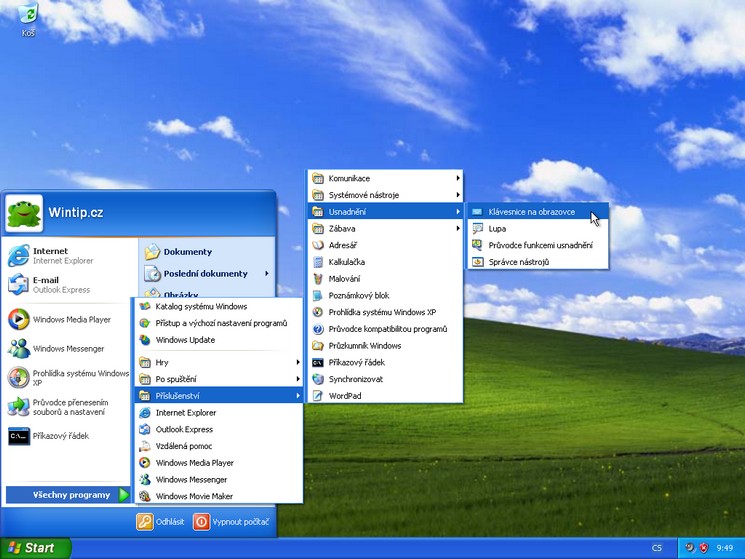 Koš
Wintip.cz
Internet
Internet Explorer
E-mail
Outlook Express
Windows Media Player
Windows Messenger
Prohlídka systému Windows
XP
Průvodce přenesením
souborů a nastavení
Příkazový řádek
Všechny programy
Dokumenty
Poslední dokumenty
Obrázky
Odhlásit
Vypnout počítač
Katalog systému Windows
Přístup a výchozí nastavení programů
Windows Update
Hry
Po spuštění
Příslušenství
Internet Explorer
Outlook Express
Vzdálená pomoc
Windows Media Player
Windows Messenger
Windows Movie Maker
Komunikace
Systémové nástroje
Usnadnění
Zábava
Adresář
Kalkulačka
Malování
Poznámkový blok
Prohlídka systému Windows XP
Průvodce kompatibilitou programů
Průzkumník Windows
Příkazový řádek
Synchronizovat
WordPad
Klávesnice na obrazovce
Lupa
Průvodce funkcemi usnadnění
Správce nástrojů
Start
CS
9:49